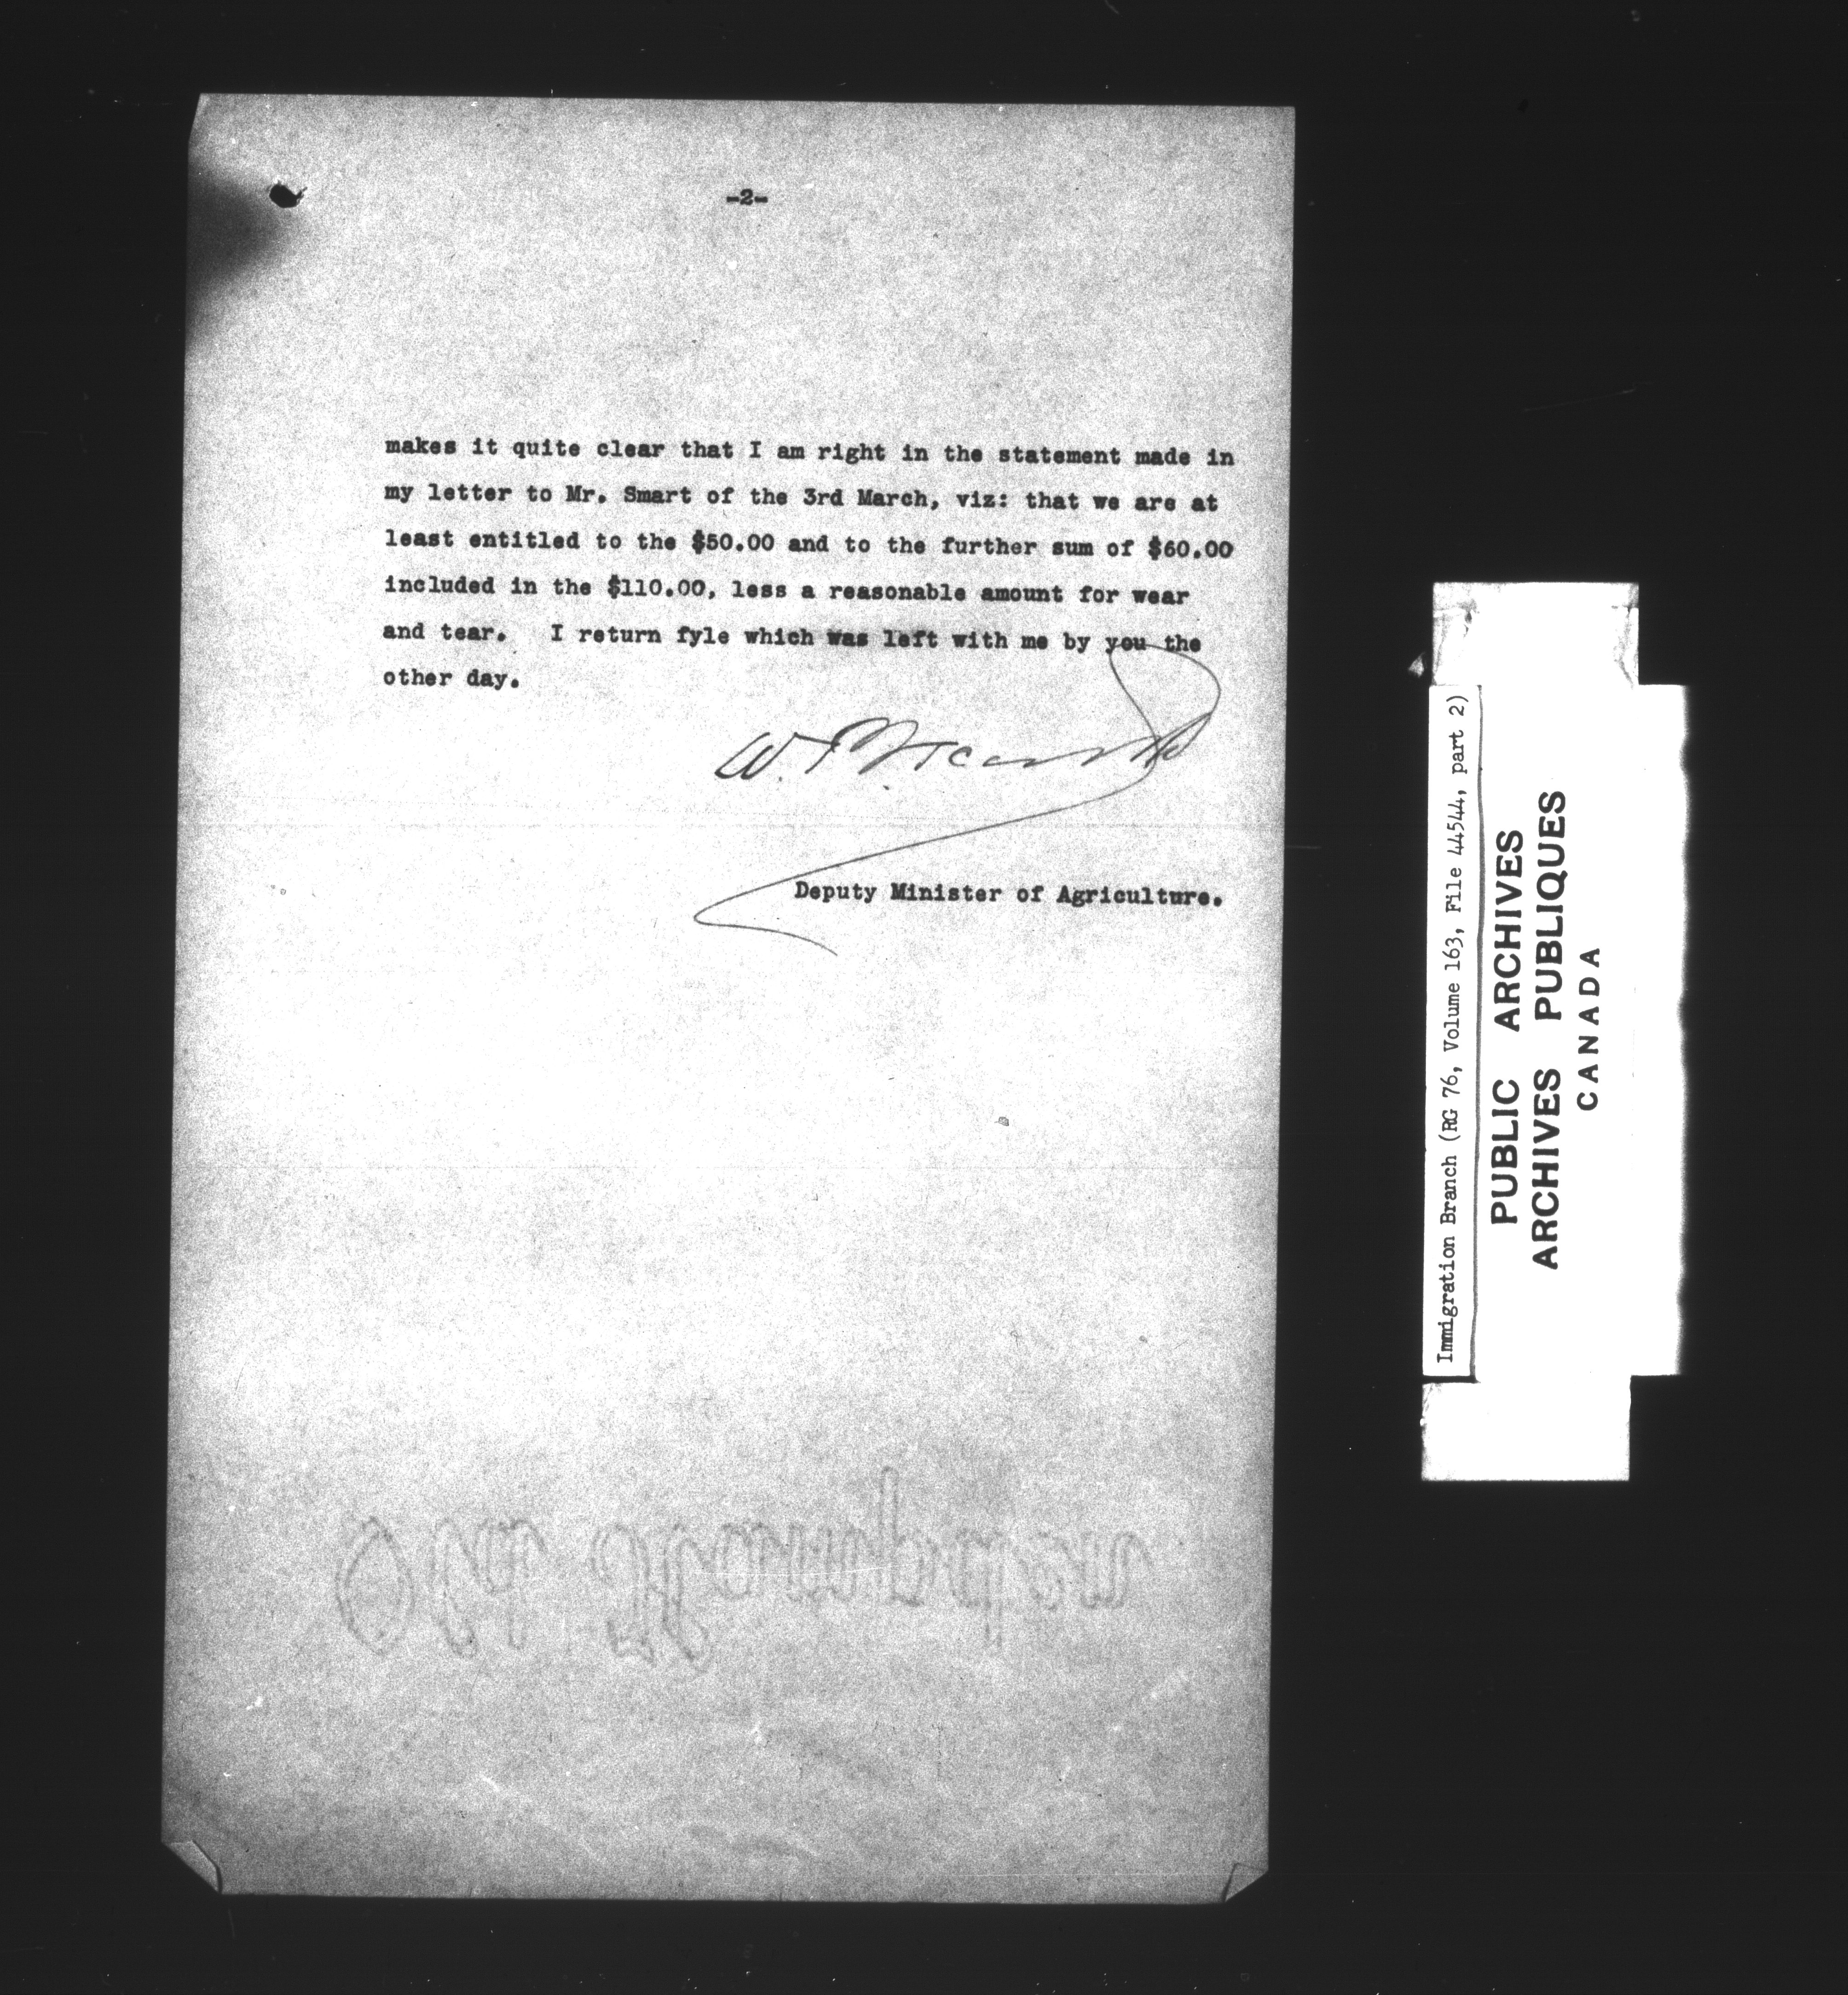 -2-
makes it quite clear that I am right in the statement made in
my letter to Mr. Smart of the 3rd March, viz: that we are at
least entitled to the $50.00 and to the further sum of $60.00
included in the $110.00, less a reasonable amount for wear
and tear. I return fyle which was left with me by you the
other day.
W.
Deputy Minister of Agriculture.
Immigration Branch (RG 76, Volume 163, File 44544, part 2)
PUBLIC ARCHIVES
ARCHIVES PUBLIQUES
CANADA